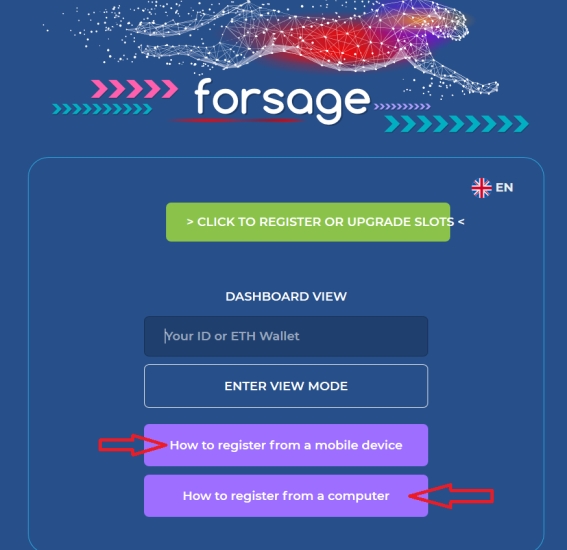 forsage
EN
> CLICK TO REGISTER OR UPGRADE SLOTS <
DASHBOARD VIEW
Your ID or ETH Wallet
ENTER VIEW MODE
How to register from a mobile device
How to register from a computer